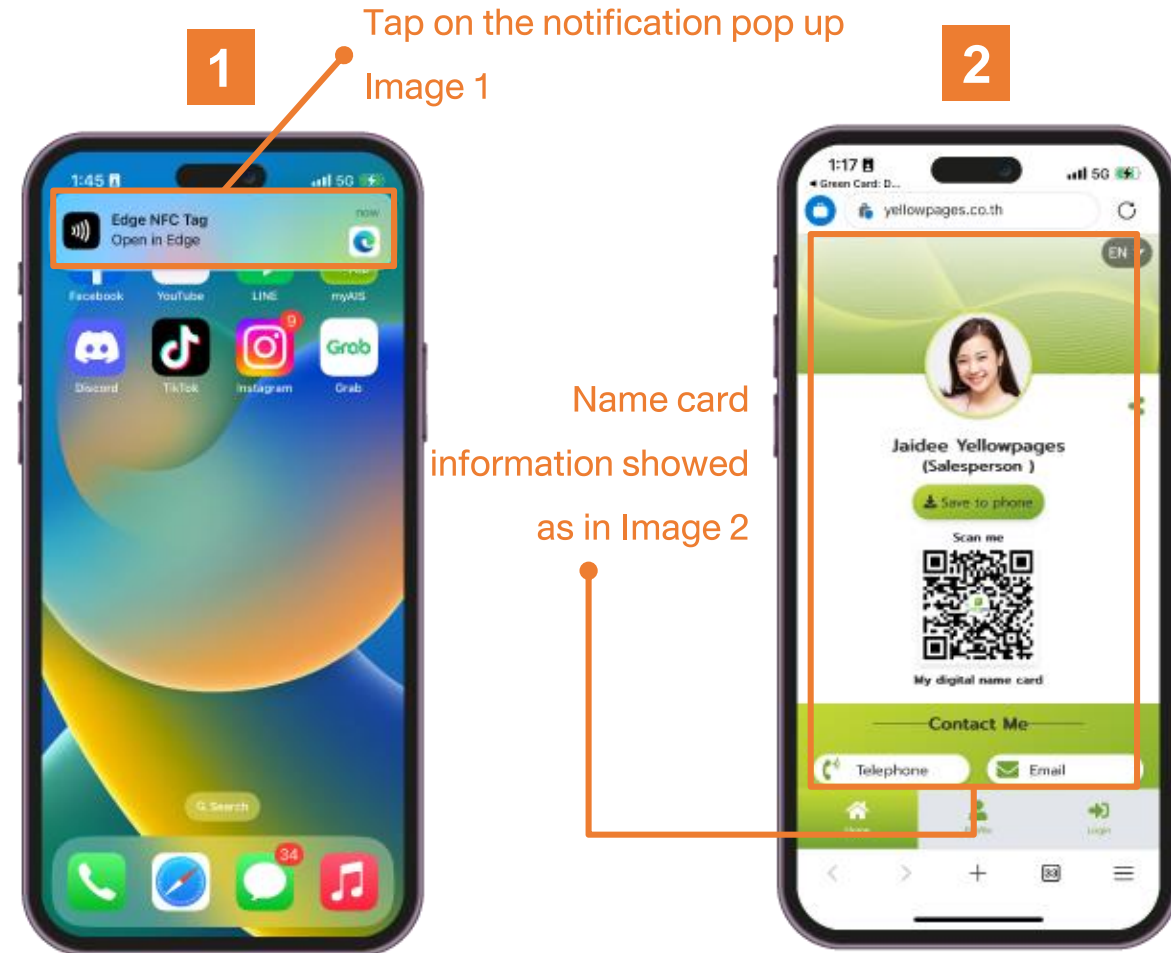 1
Tap on the notification pop up
Image 1
1:45
5G
Edge NFC Tag
Open in Edge
now
Facebook
YouTube
LINE
myAIS
9
Grab
Discord
TikTok
Instagram
Grab
Search
34
Name card
information showed
as in Image 2
2
1:17
5G
Green Card: D...
yellowpages.co.th
EN
Jaidee Yellowpages
(Salesperson )
Save to phone
Scan me
My digital name card
Contact Me
Telephone
Email
Home
Profile
Login
33